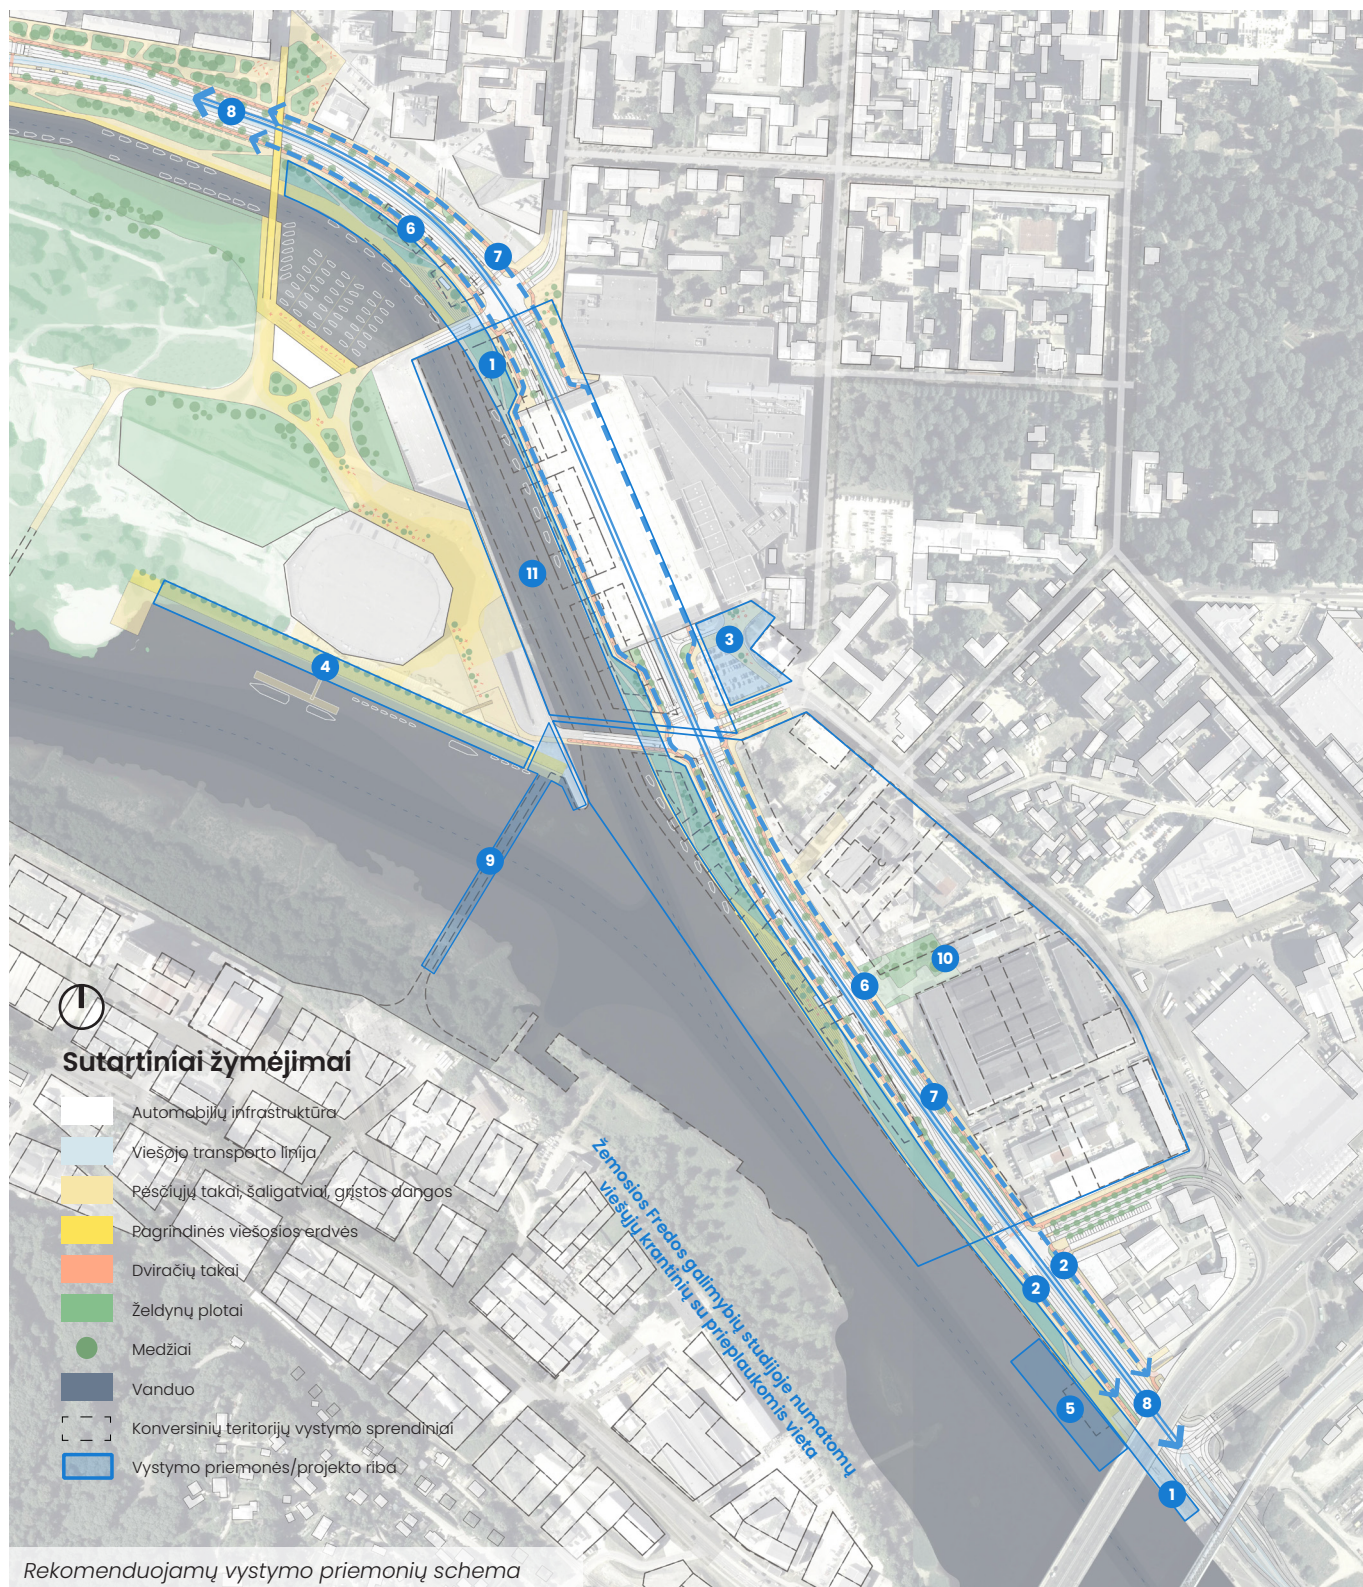 8
6
7
1
11
3
4
9
10
6
7
2
2
8
5
1
Žemosios Fredos galimybių studijoje numatomų
viešųjų krantinių su prieplaukomis vieta
Sutartiniai žymėjimai
Automobilių infrastruktūra
Viešojo transporto linija
Pėsčiųjų takai, šaligatviai, grįstos dangos
Pagrindinės viešosios erdvės
Dviračių takai
Želdynų plotai
Medžiai
Vanduo
Konversinių teritorijų vystymo sprendiniai
Vystymo priemonės/projekto riba
Rekomenduojamų vystymo priemonių schema